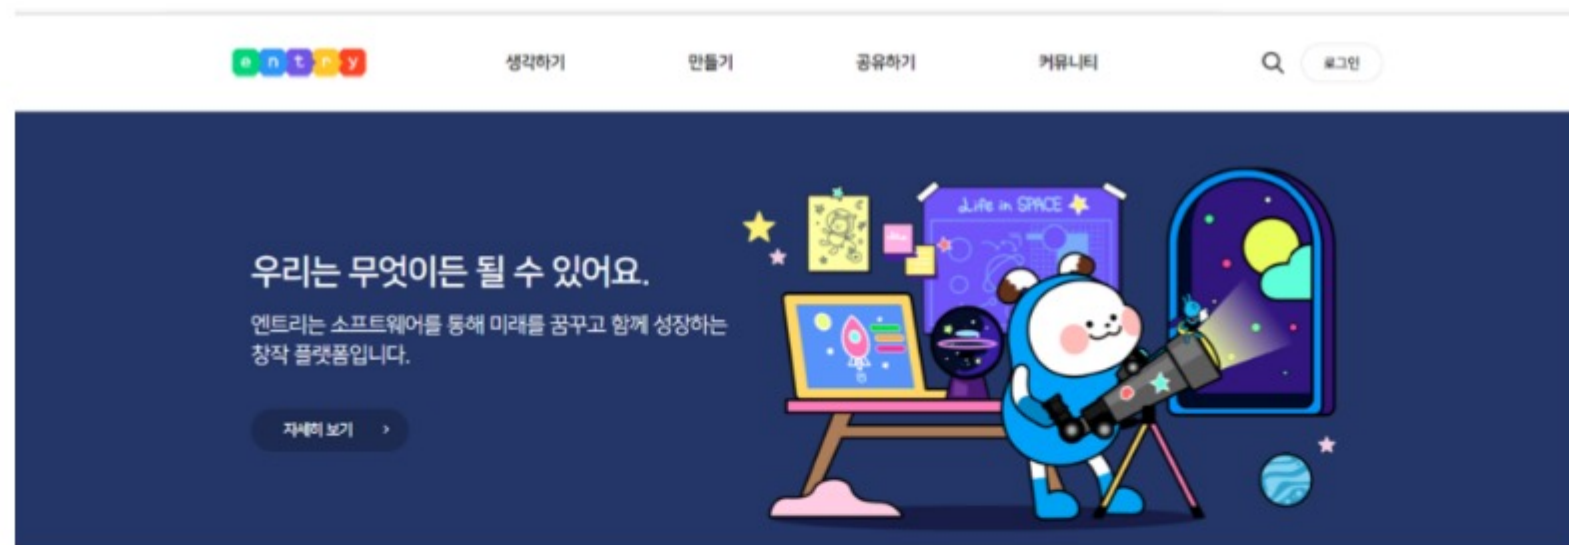 entry
생각하기
만들기
공유하기
커뮤니티
로그인
우리는 무엇이든 될 수 있어요.
엔트리는 소프트웨어를 통해 미래를 꿈꾸고 함께 성장하는
창작 플랫폼입니다.
자세히 보기 >
Life in SPACE